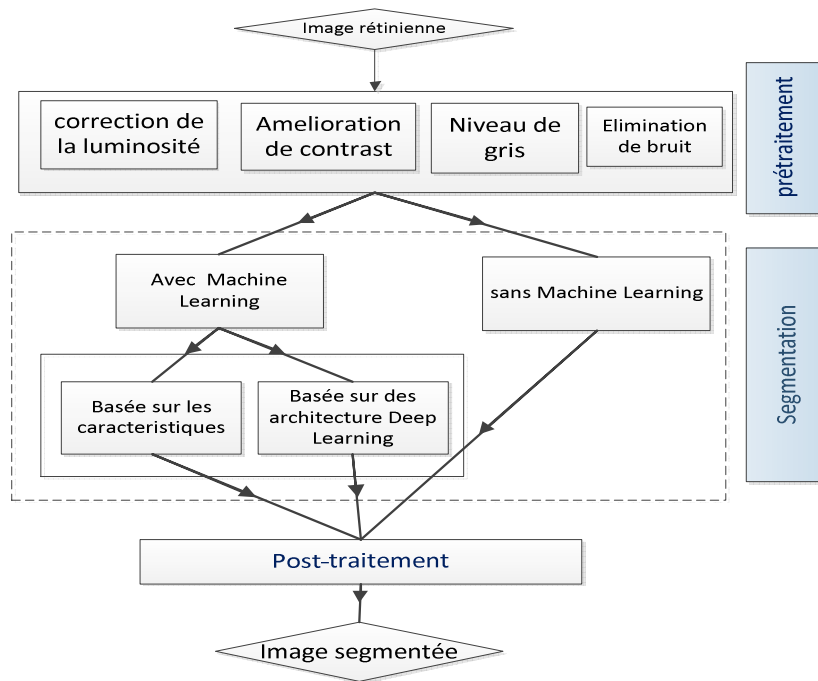 Image rétinienne
correction de
la luminosité
Amelioration
de contrast
Niveau de
gris
Elimination
de bruit
prétraitement
Avec Machine
Learning
sans Machine Learning
Basée sur les
caracteristiques
Basée sur des
architecture Deep
Learning
Segmentation
Post-traitement
Image segmentée